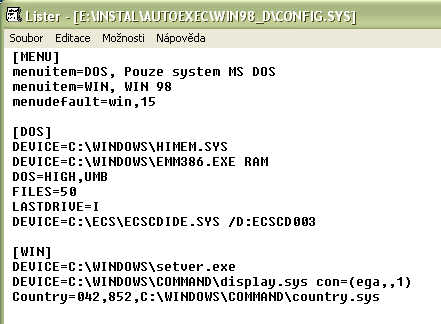 Lister - [E:\INSTAL\AUTOEXEC\WIN98_D\CONFIG.SYS]
Soubor Editace Možnosti Nápověda
[MENU]
menuitem=DOS, Pouze system MS DOS
menuitem=WIN, WIN 98
menudefault=win,15
[DOS]
DEVICE=C:\WINDOWS\HIMEM.SYS
DEVICE=C:\WINDOWS\EMM386.EXE RAM
DOS=HIGH,UMB
FILES=50
LASTDRIVE=I
DEVICE=C:\ECS\ECSCDIDE.SYS /D:ECSCD003
[WIN]
DEVICE=C:\WINDOWS\setver.exe
DEVICE=C:\WINDOWS\COMMAND\display.sys con=(ega,,1)
Country=042,852,C:\WINDOWS\COMMAND\country.sys